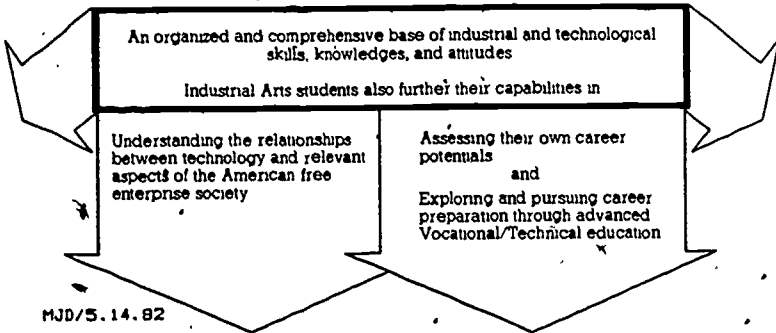 An organized and comprehensive base of industrial and technological
skills, knowledges, and attitudes
Industrial Arts students also further their capabilities in
Understanding the relationships
between technology and relevant
aspects of the American free
enterprise society
Assessing their own career
potentials
and
Exploring and pursuing career
preparation through advanced
Vocational/Technical education
MJD/5.14.82